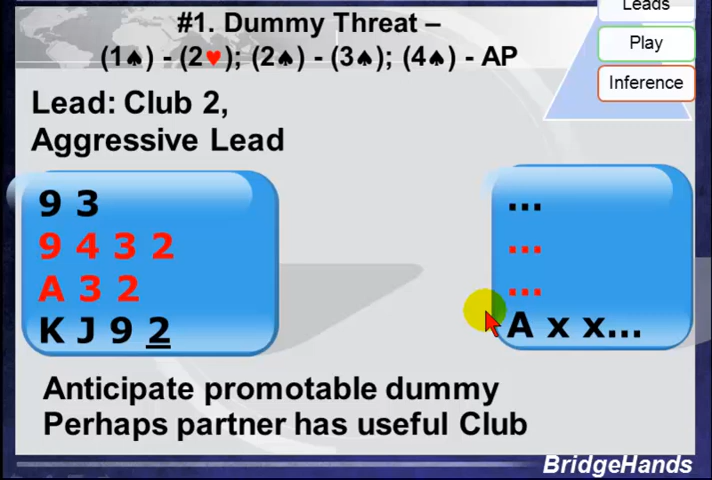 Leads
Play
Inference
#1. Dummy Threat –
(1♠) - (2♥); (2♠) - (3♠); (4♠) - AP
Lead: Club 2,
Aggressive Lead
9 3
9 4 3 2
A 3 2
K J 9 2
...
...
...
A x x...
Anticipate promotable dummy
Perhaps partner has useful Club
BridgeHands